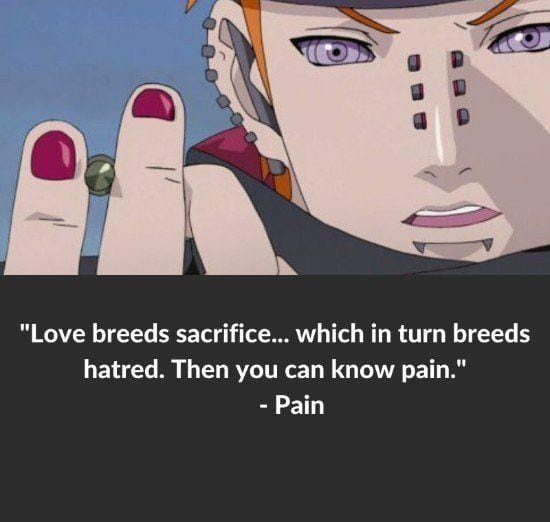 "Love breeds sacrifice... which in turn breeds
hatred. Then you can know pain."
- Pain